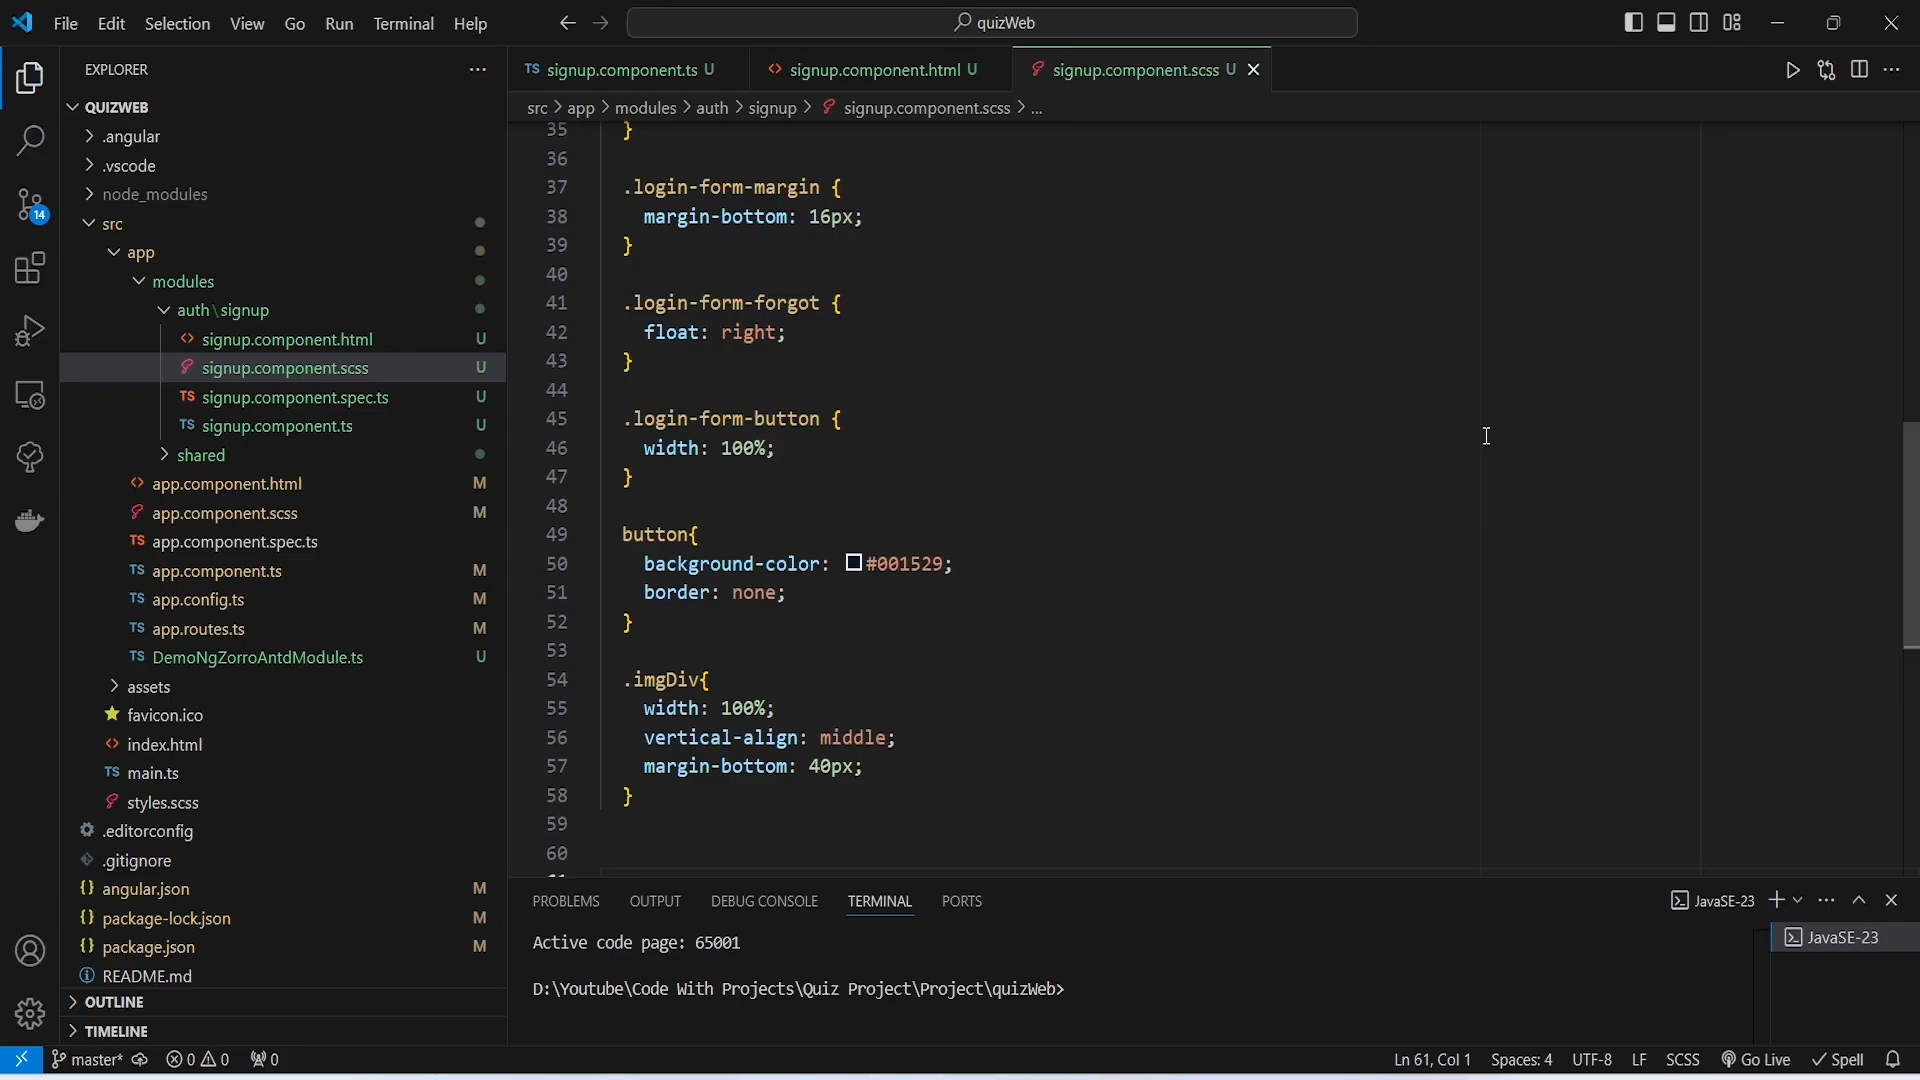 File Edit Selection View Go Run Terminal Help
quizWeb
EXPLORER
QUIZWEB
.angular
.vscode
node_modules
src
app
modules
auth\signup
signup.component.html U
signup.component.scss U
TS signup.component.spec.ts U
TS signup.component.ts U
shared
app.component.html M
app.component.scss M
TS app.component.spec.ts
TS app.component.ts M
TS app.config.ts M
TS app.routes.ts M
TS DemoNgZorroAntdModule.ts U
assets
favicon.ico
index.html
TS main.ts
styles.scss
.editorconfig
.gitignore
{} angular.json M
{} package-lock.json M
{} package.json M
README.md
OUTLINE
TIMELINE
14
TS signup.component.ts U
signup.component.html U
signup.component.scss U
src > app > modules > auth > signup > signup.component.scss > ...
35 }
36
37 .login-form-margin {
38 margin-bottom: 16px;
39 }
40
41 .login-form-forgot {
42 float: right;
43 }
44
45 .login-form-button {
46 width: 100%;
47 }
48
49 button{
50 background-color: #001529;
51 border: none;
52 }
53
54 .imgDiv{
55 width: 100%;
56 vertical-align: middle;
57 margin-bottom: 40px;
58 }
59
60
61
PROBLEMS OUTPUT DEBUG CONSOLE TERMINAL PORTS
JavaSE-23
Active code page: 65001
D:\Youtube\Code With Projects\Quiz Project\Project\quizWeb>
JavaSE-23
master* 0 0 0
Ln 61, Col 1 Spaces: 4 UTF-8 LF SCSS Go Live Spell